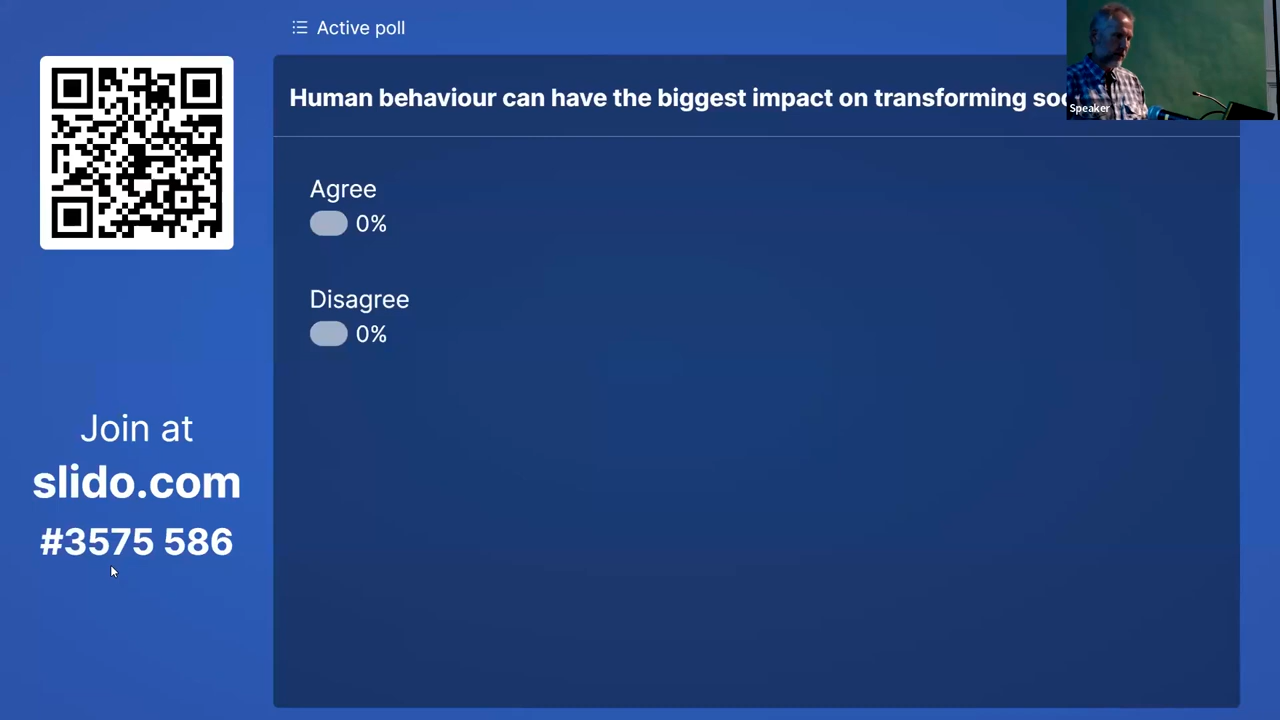 Active poll
Human behaviour can have the biggest impact on transforming
Speaker
Agree
0%
Disagree
0%
Join at
slido.com
#3575 586